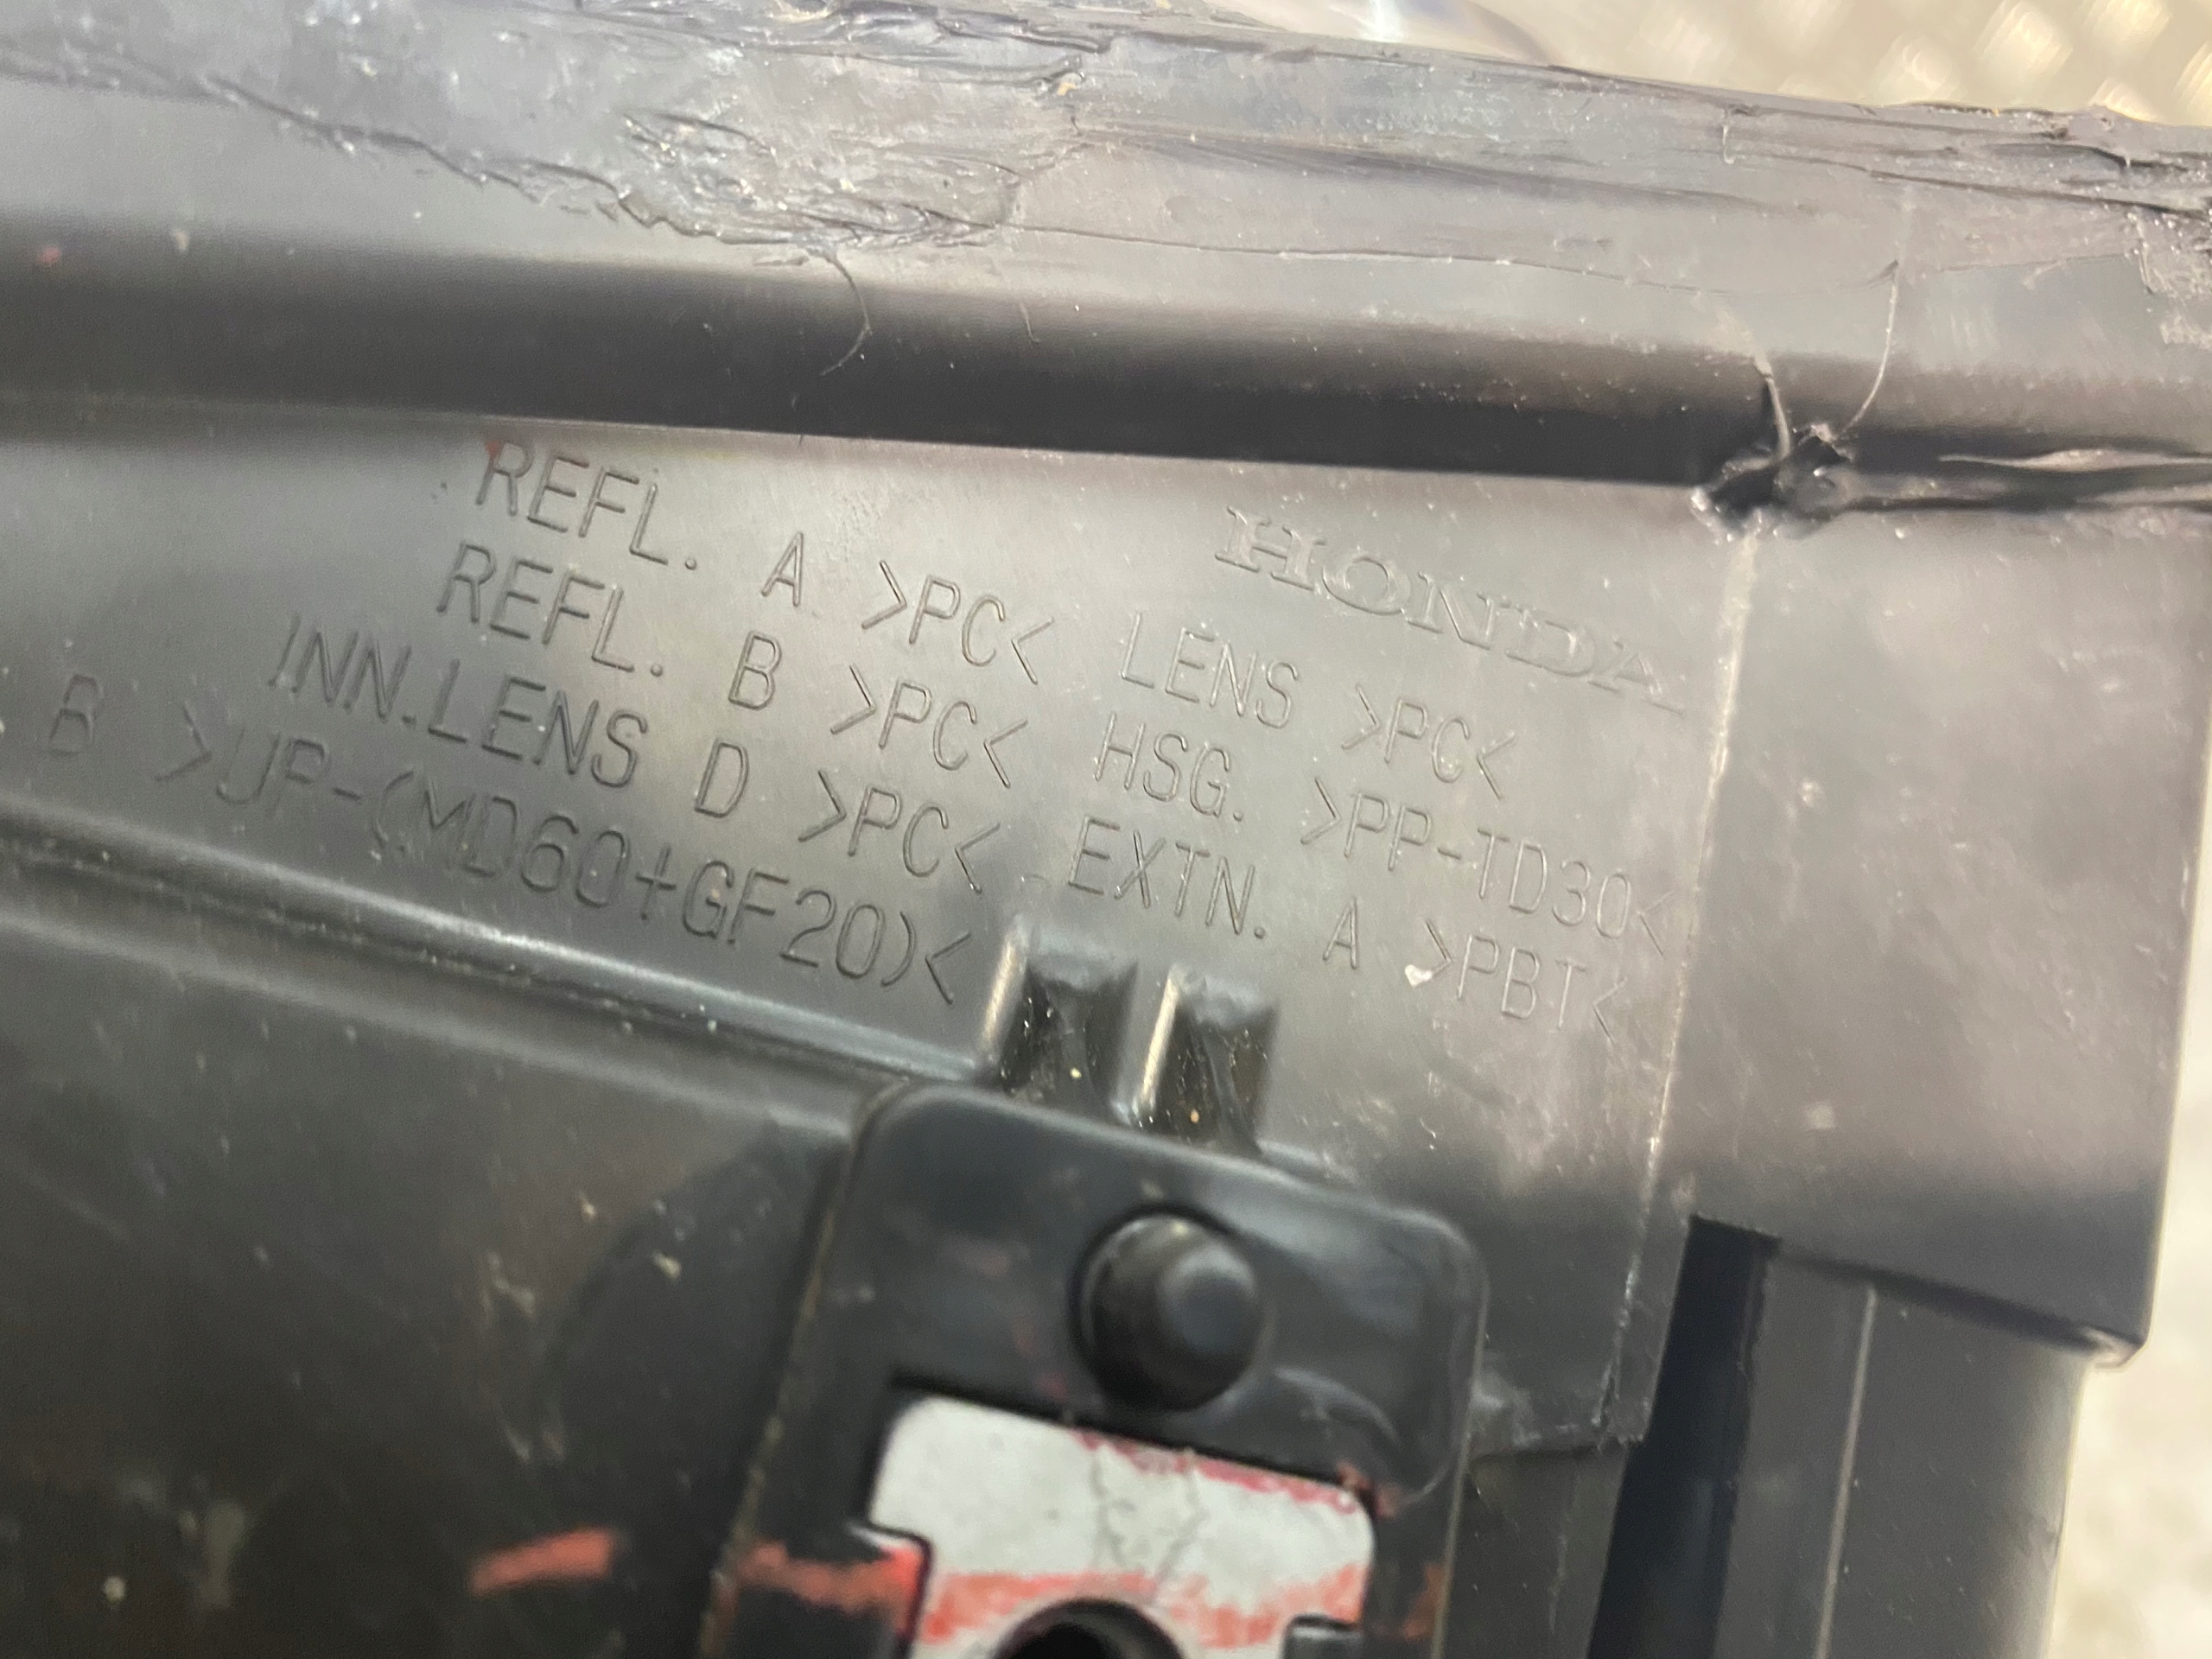 HONDA
REFL. A >PC< LENS >PC<
REFL. B >PC< HSG. >PP-TD30<
INN.LENS D >PC< EXTN. A >PBT<
B >UP-(MD60+GF20)<